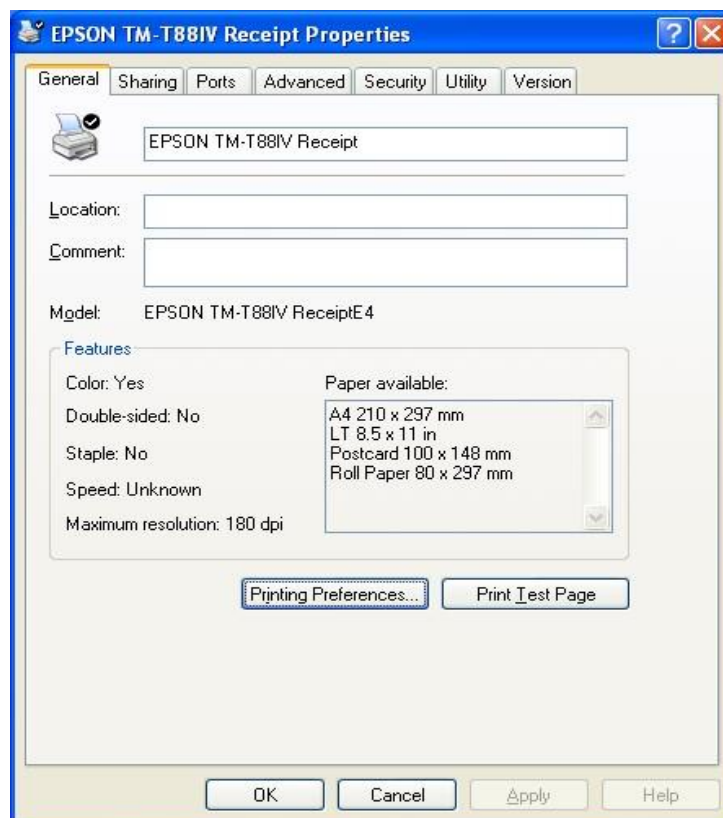 EPSON TM-T88IV Receipt Properties
General Sharing Ports Advanced Security Utility Version
EPSON TM-T88IV Receipt
Location:
Comment:
Model: EPSON TM-T88IV ReceiptE4
Features
Color: Yes
Double-sided: No
Staple: No
Speed: Unknown
Maximum resolution: 180 dpi
Paper available:
A4 210 x 297 mm
LT 8.5 x 11 in
Postcard 100 x 148 mm
Roll Paper 80 x 297 mm
Printing Preferences... Print Test Page
OK Cancel Apply Help